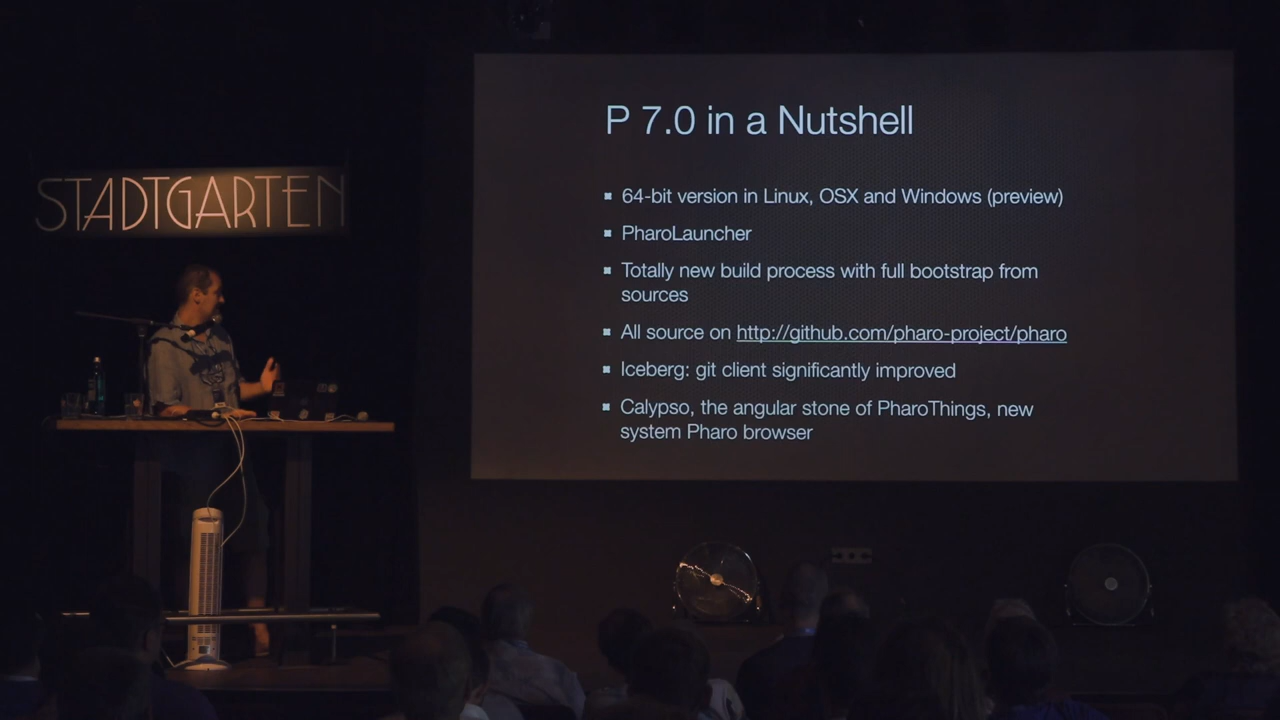 STADTGARTEN
P 7.0 in a Nutshell
64-bit version in Linux, OSX and Windows (preview)
PharoLauncher
Totally new build process with full bootstrap from
sources
All source on http://github.com/pharo-project/pharo
Iceberg: git client significantly improved
Calypso, the angular stone of PharoThings, new
system Pharo browser